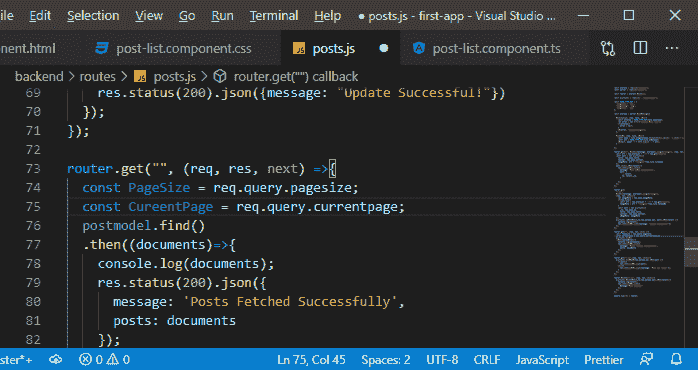 ile Edit Selection View Go Run Terminal Help posts.js - first-app - Visual Studio ...
nent.html post-list.component.css JS posts.js post-list.component.ts
backend > routes > JS posts.js > router.get("") callback
69 res.status(200).json({message: "Update Successful!"})
70 });
71 });
72
73 router.get("", (req, res, next) =>{
74 const PageSize = req.query.pagesize;
75 const CureentPage = req.query.currentpage;
76 postmodel.find()
77 .then((documents)=>{
78 console.log(documents);
79 res.status(200).json({
80 message: 'Posts Fetched Successfully',
81 posts: documents
82 });
ster*+ 0 0 Ln 75, Col 45 Spaces: 2 UTF-8 CRLF JavaScript Prettier